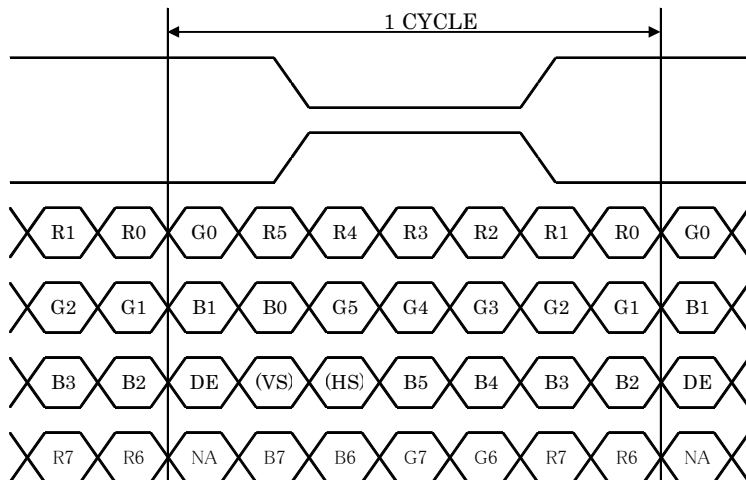 1 CYCLE
R1 R0 G0 R5 R4 R3 R2 R1 R0 G0
G2 G1 B1 B0 G5 G4 G3 G2 G1 B1
B3 B2 DE (VS) (HS) B5 B4 B3 B2 DE
R7 R6 NA B7 B6 G7 G6 R7 R6 NA